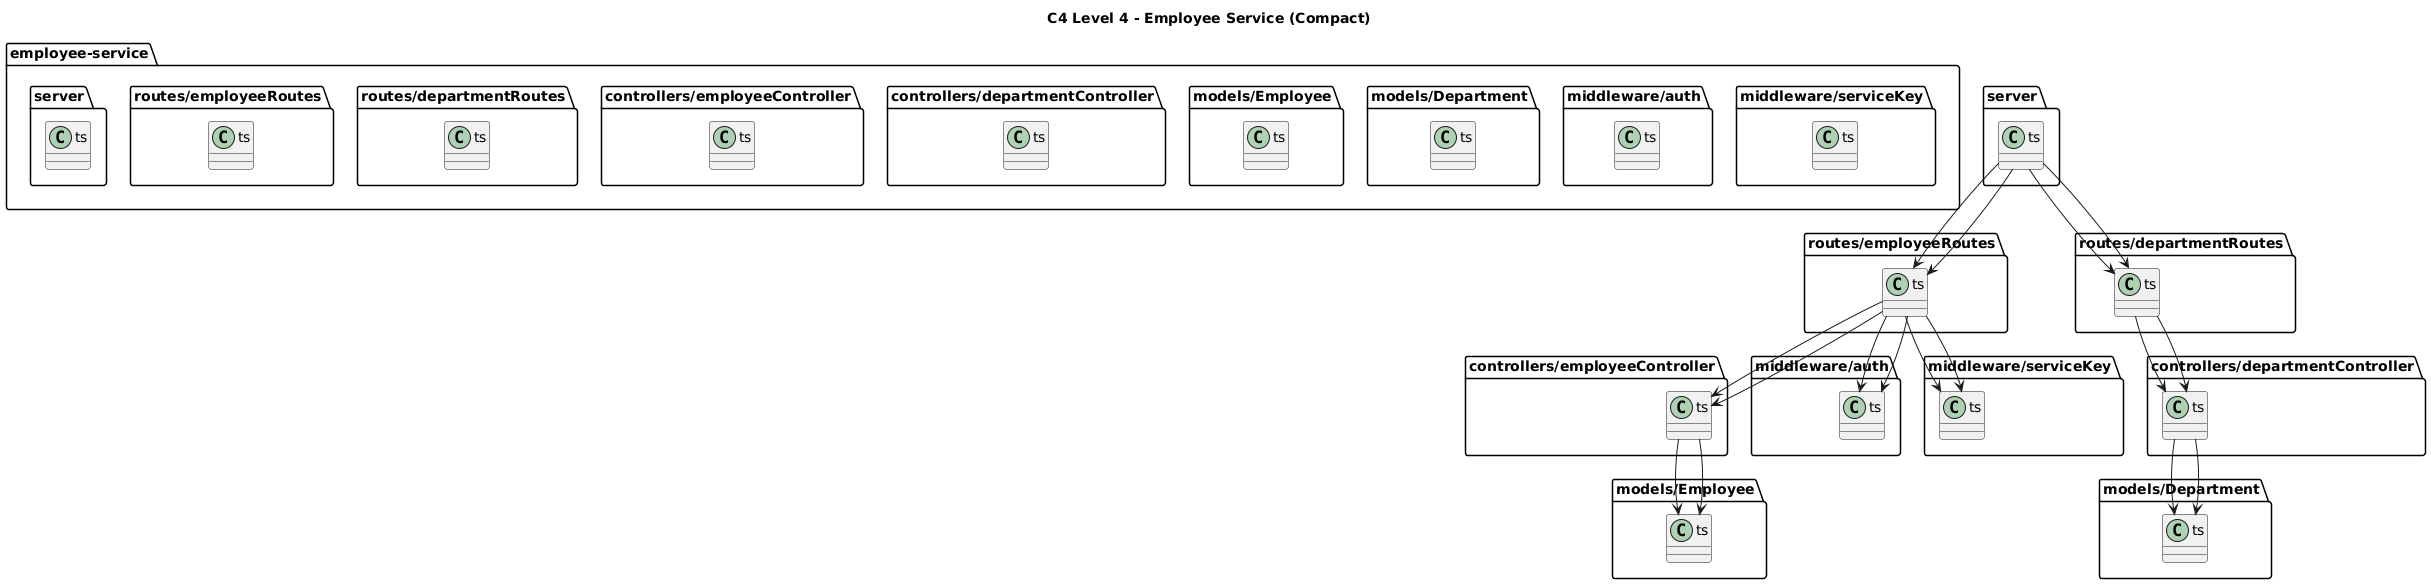 C4 Level 4 - Employee Service (Compact)
employee-service
server
routes/employeeRoutes
routes/departmentRoutes
controllers/employeeController
controllers/departmentController
models/Employee
models/Department
middleware/auth
middleware/serviceKey
server
C ts
C ts
C ts
C ts
C ts
C ts
C ts
C ts
C ts
C ts
routes/employeeRoutes
routes/departmentRoutes
C ts
C ts
controllers/employeeController
middleware/auth
middleware/serviceKey
controllers/departmentController
C ts
C ts
C ts
C ts
models/Employee
models/Department
C ts
C ts